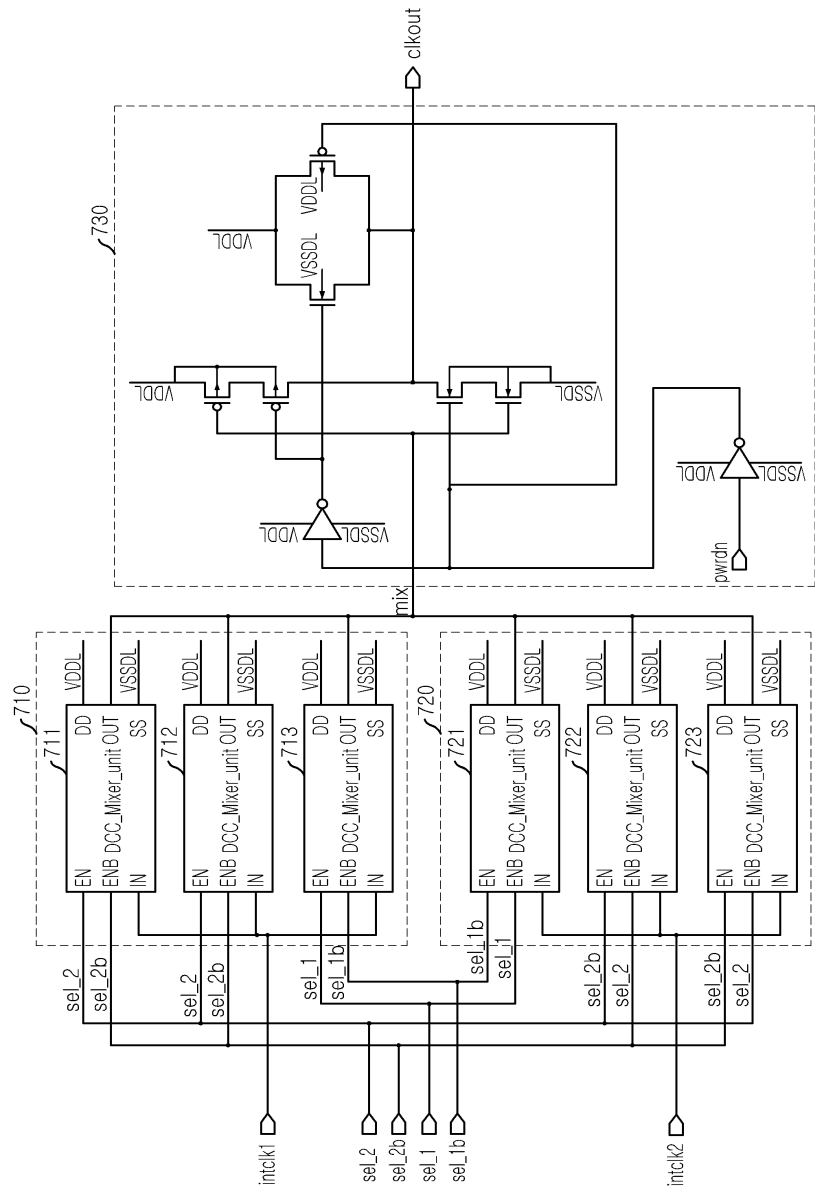 clkout
730
VDDL
VDDL
VSSDL
VDDL
VSSDL
VDDL
VSSDL
VDDL
VSSDL
pwrdn
mix
710
711
EN
ENB
IN
DCC_Mixer_unit
DD
OUT
SS
VDDL
VSSDL
712
EN
ENB
IN
DCC_Mixer_unit
DD
OUT
SS
VDDL
VSSDL
713
EN
ENB
IN
DCC_Mixer_unit
DD
OUT
SS
VDDL
VSSDL
720
721
EN
ENB
IN
DCC_Mixer_unit
DD
OUT
SS
VDDL
VSSDL
722
EN
ENB
IN
DCC_Mixer_unit
DD
OUT
SS
VDDL
VSSDL
723
EN
ENB
IN
DCC_Mixer_unit
DD
OUT
SS
VDDL
VSSDL
sel_2
sel_2b
sel_2
sel_2b
sel_1
sel_1b
sel_1b
sel_1
sel_2b
sel_2
sel_2b
sel_2
intclk1
sel_2
sel_2b
sel_1
sel_1b
intclk2